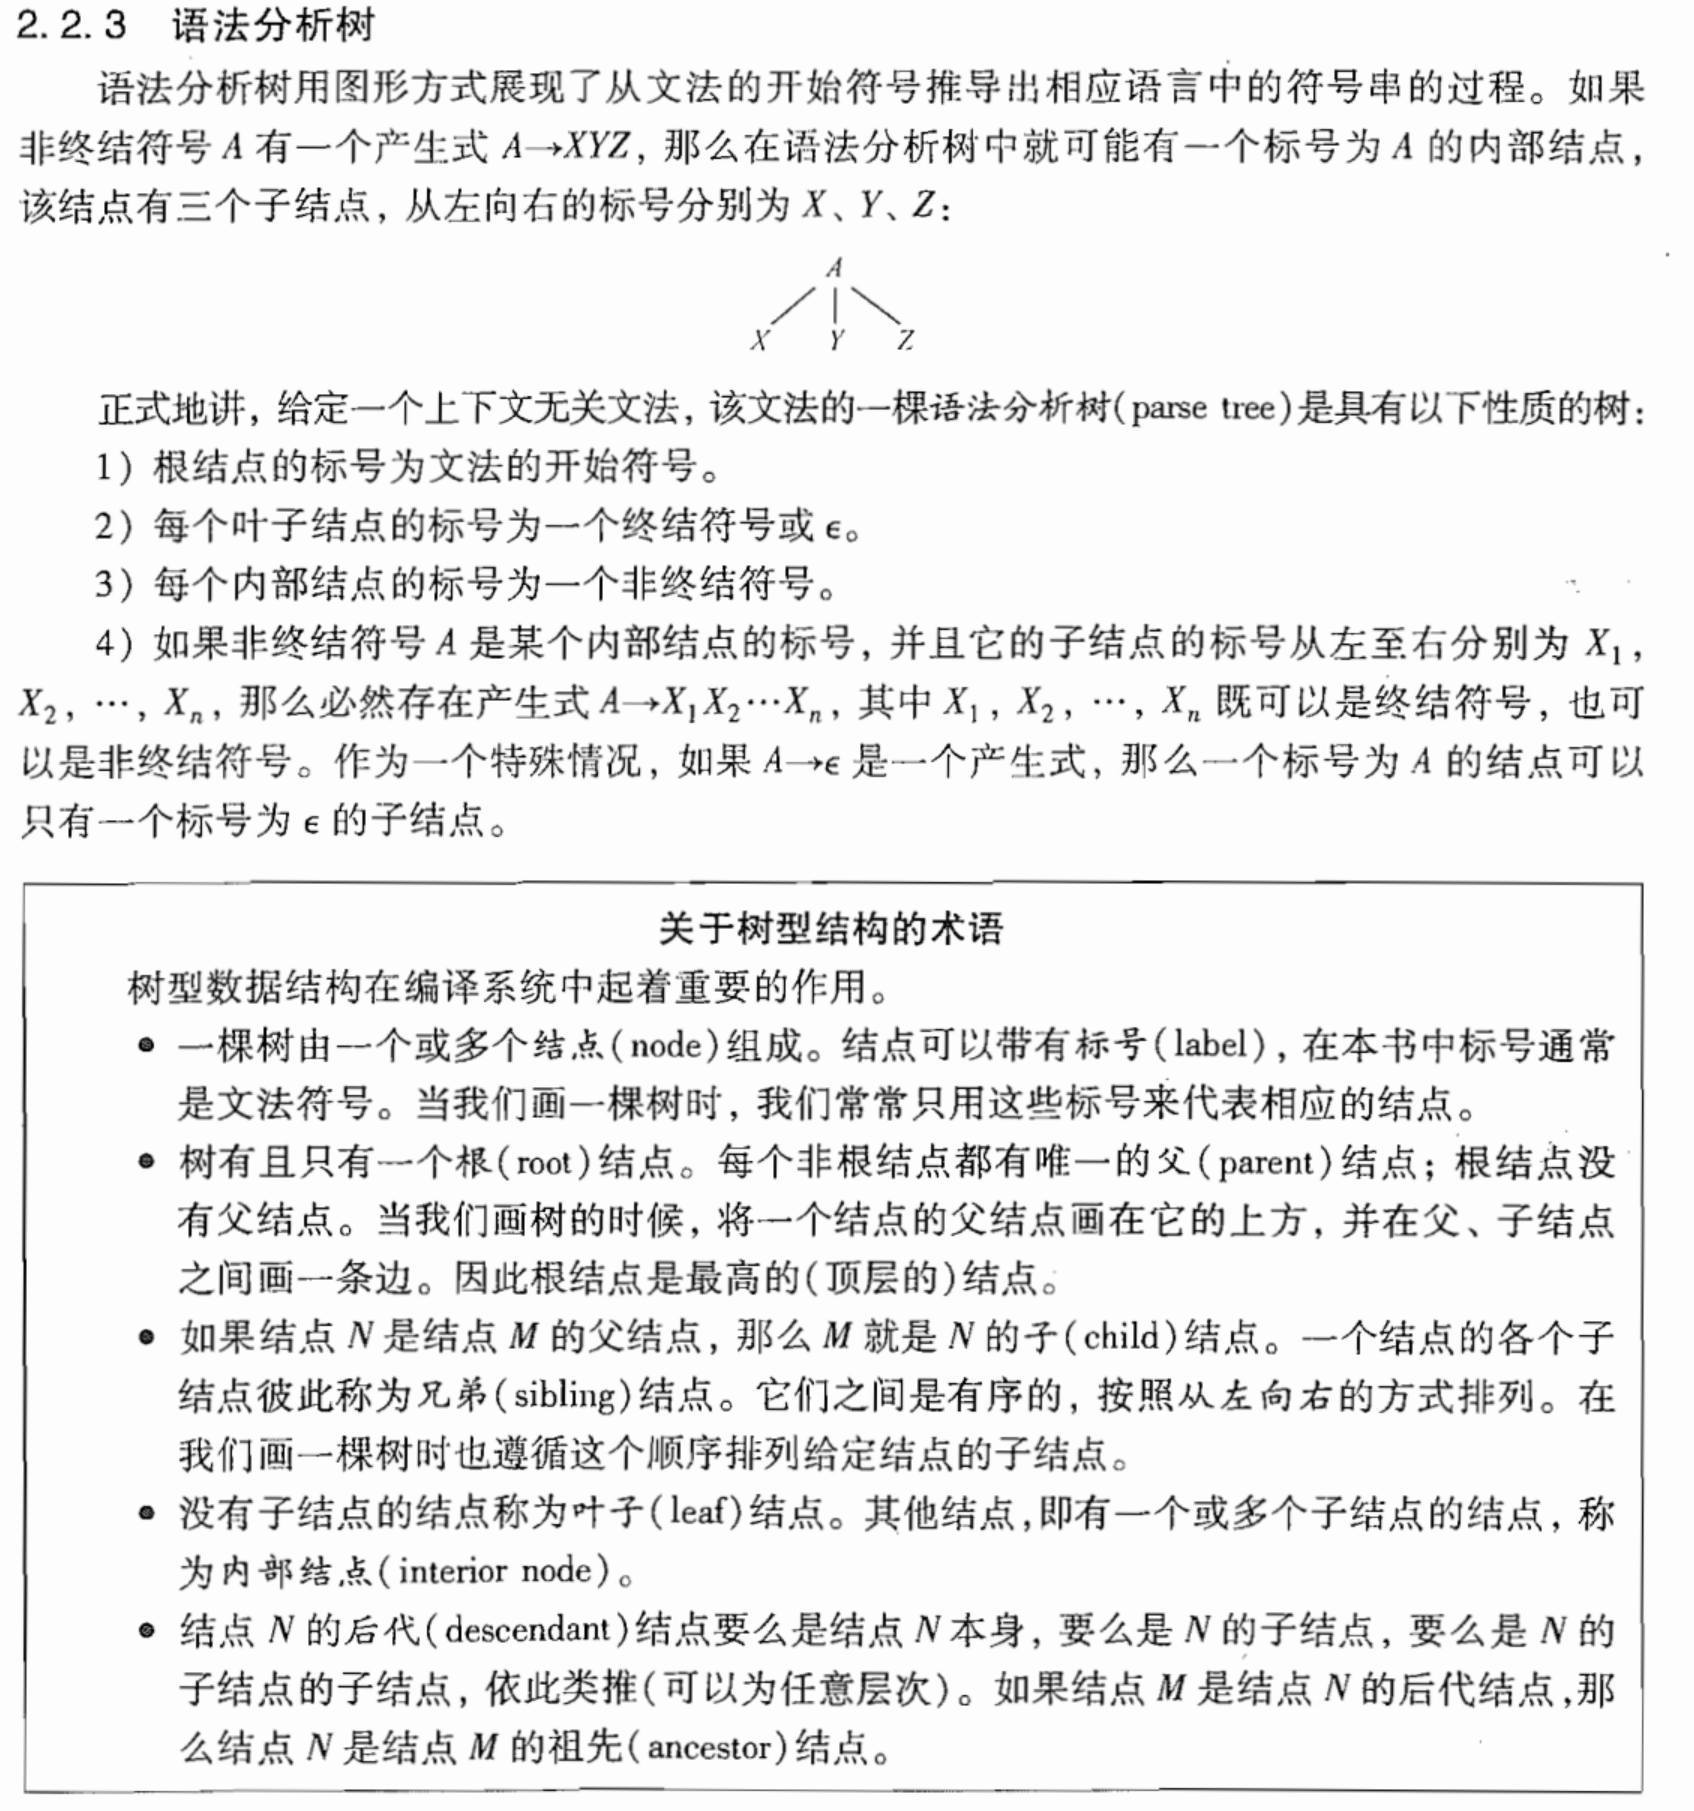 2.2.3 语法分析树
语法分析树用图形方式展现了从文法的开始符号推导出相应语言中的符号串的过程。如果
非终结符号 A 有一个产生式 A→XYZ, 那么在语法分析树中就可能有一个标号为 A 的内部结点,
该结点有三个子结点, 从左向右的标号分别为 X、Y、Z:
A
X Y Z
正式地讲, 给定一个上下文无关文法, 该文法的一棵语法分析树(parse tree)是具有以下性质的树:
1) 根结点的标号为文法的开始符号。
2) 每个叶子结点的标号为一个终结符号或 ϵ。
3) 每个内部结点的标号为一个非终结符号。
4) 如果非终结符号 A 是某个内部结点的标号, 并且它的子结点的标号从左至右分别为 X₁,
X₂, ⋯, Xₙ, 那么必然存在产生式 A→X₁X₂⋯Xₙ, 其中 X₁, X₂, ⋯, Xₙ 既可以是终结符号, 也可
以是非终结符号。作为一个特殊情况, 如果 A→ϵ 是一个产生式, 那么一个标号为 A 的结点可以
只有一个标号为 ϵ 的子结点。
关于树型结构的术语
树型数据结构在编译系统中起着重要的作用。
● 一棵树由一个或多个结点(node)组成。结点可以带有标号(label), 在本书中标号通常
是文法符号。当我们画一棵树时, 我们常常只用这些标号来代表相应的结点。
● 树有且只有一个根(root)结点。每个非根结点都有唯一的父(parent)结点; 根结点没
有父结点。当我们画树的时候, 将一个结点的父结点画在它的上方, 并在父、子结点
之间画一条边。因此根结点是最高的(顶层的)结点。
● 如果结点 N 是结点 M 的父结点, 那么 M 就是 N 的子(child)结点。一个结点的各个子
结点彼此称为兄弟(sibling)结点。它们之间是有序的, 按照从左向右的方式排列。在
我们画一棵树时也遵循这个顺序排列给定结点的子结点。
● 没有子结点的结点称为叶子(leaf)结点。其他结点,即有一个或多个子结点的结点, 称
为内部结点(interior node)。
● 结点 N 的后代(descendant)结点要么是结点 N 本身, 要么是 N 的子结点, 要么是 N 的
子结点的子结点, 依此类推(可以为任意层次)。如果结点 M 是结点 N 的后代结点,那
么结点 N 是结点 M 的祖先(ancestor)结点。